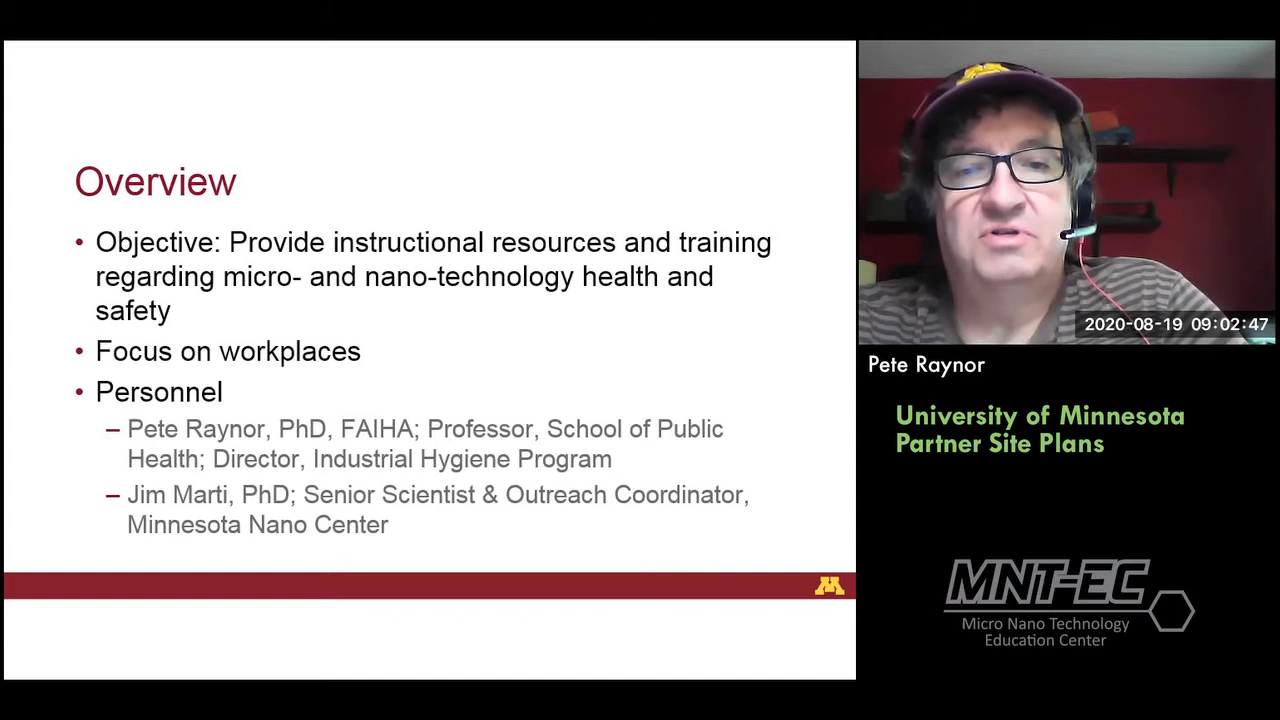 Overview
• Objective: Provide instructional resources and training
regarding micro- and nano-technology health and
safety
• Focus on workplaces
• Personnel
– Pete Raynor, PhD, FAIHA; Professor, School of Public
Health; Director, Industrial Hygiene Program
– Jim Marti, PhD; Senior Scientist & Outreach Coordinator,
Minnesota Nano Center
M
2020-08-19 09:02:47
Pete Raynor
University of Minnesota
Partner Site Plans
MNT-EC
Micro Nano Technology
Education Center